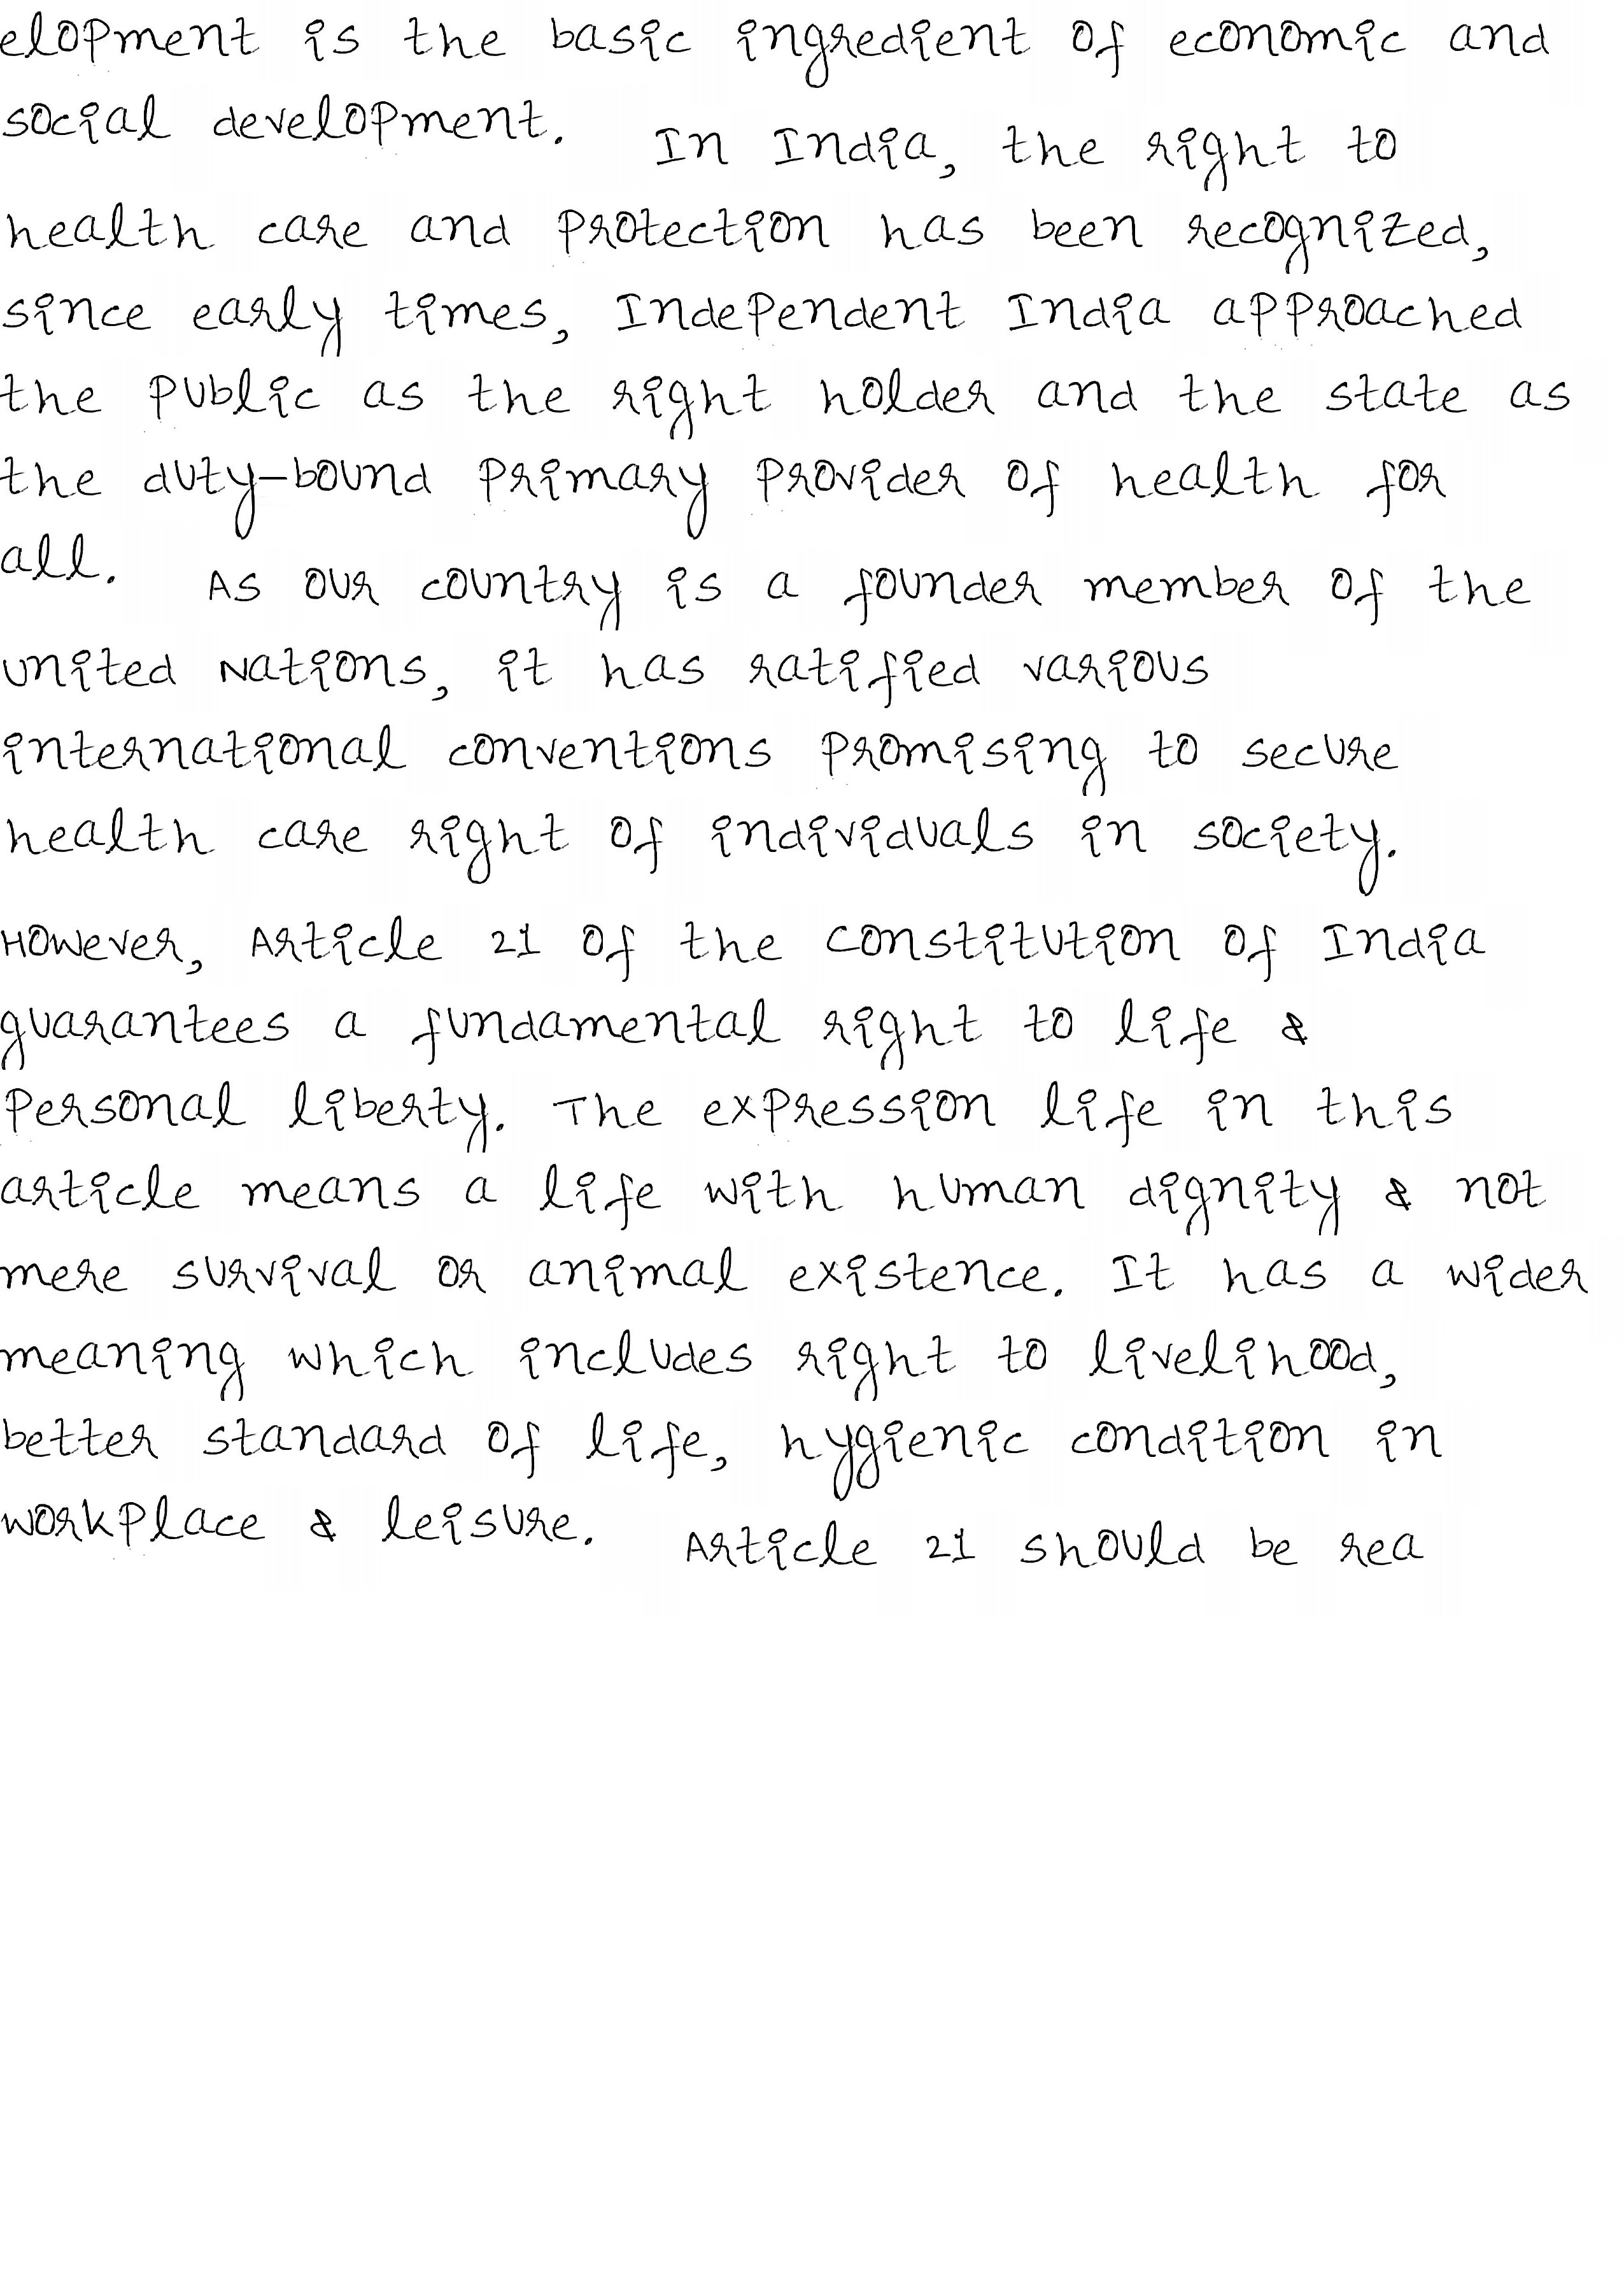 elopment is the basic ingredient of economic and
social development. In India, the right to
health care and protection has been recognized,
since early times, Independent India approached
the public as the right holder and the state as
the duty-bound primary provider of health for
all. As our country is a founder member of the
united Nations, it has ratified various
international conventions promising to secure
health care right of individuals in society.
However, Article 21 of the constitution of India
guarantees a fundamental right to life &
personal liberty. The expression life in this
article means a life with human dignity & not
mere survival or animal existence. It has a wider
meaning which includes right to livelihood,
better standard of life, hygienic condition in
workplace & leisure. Article 21 should be rea